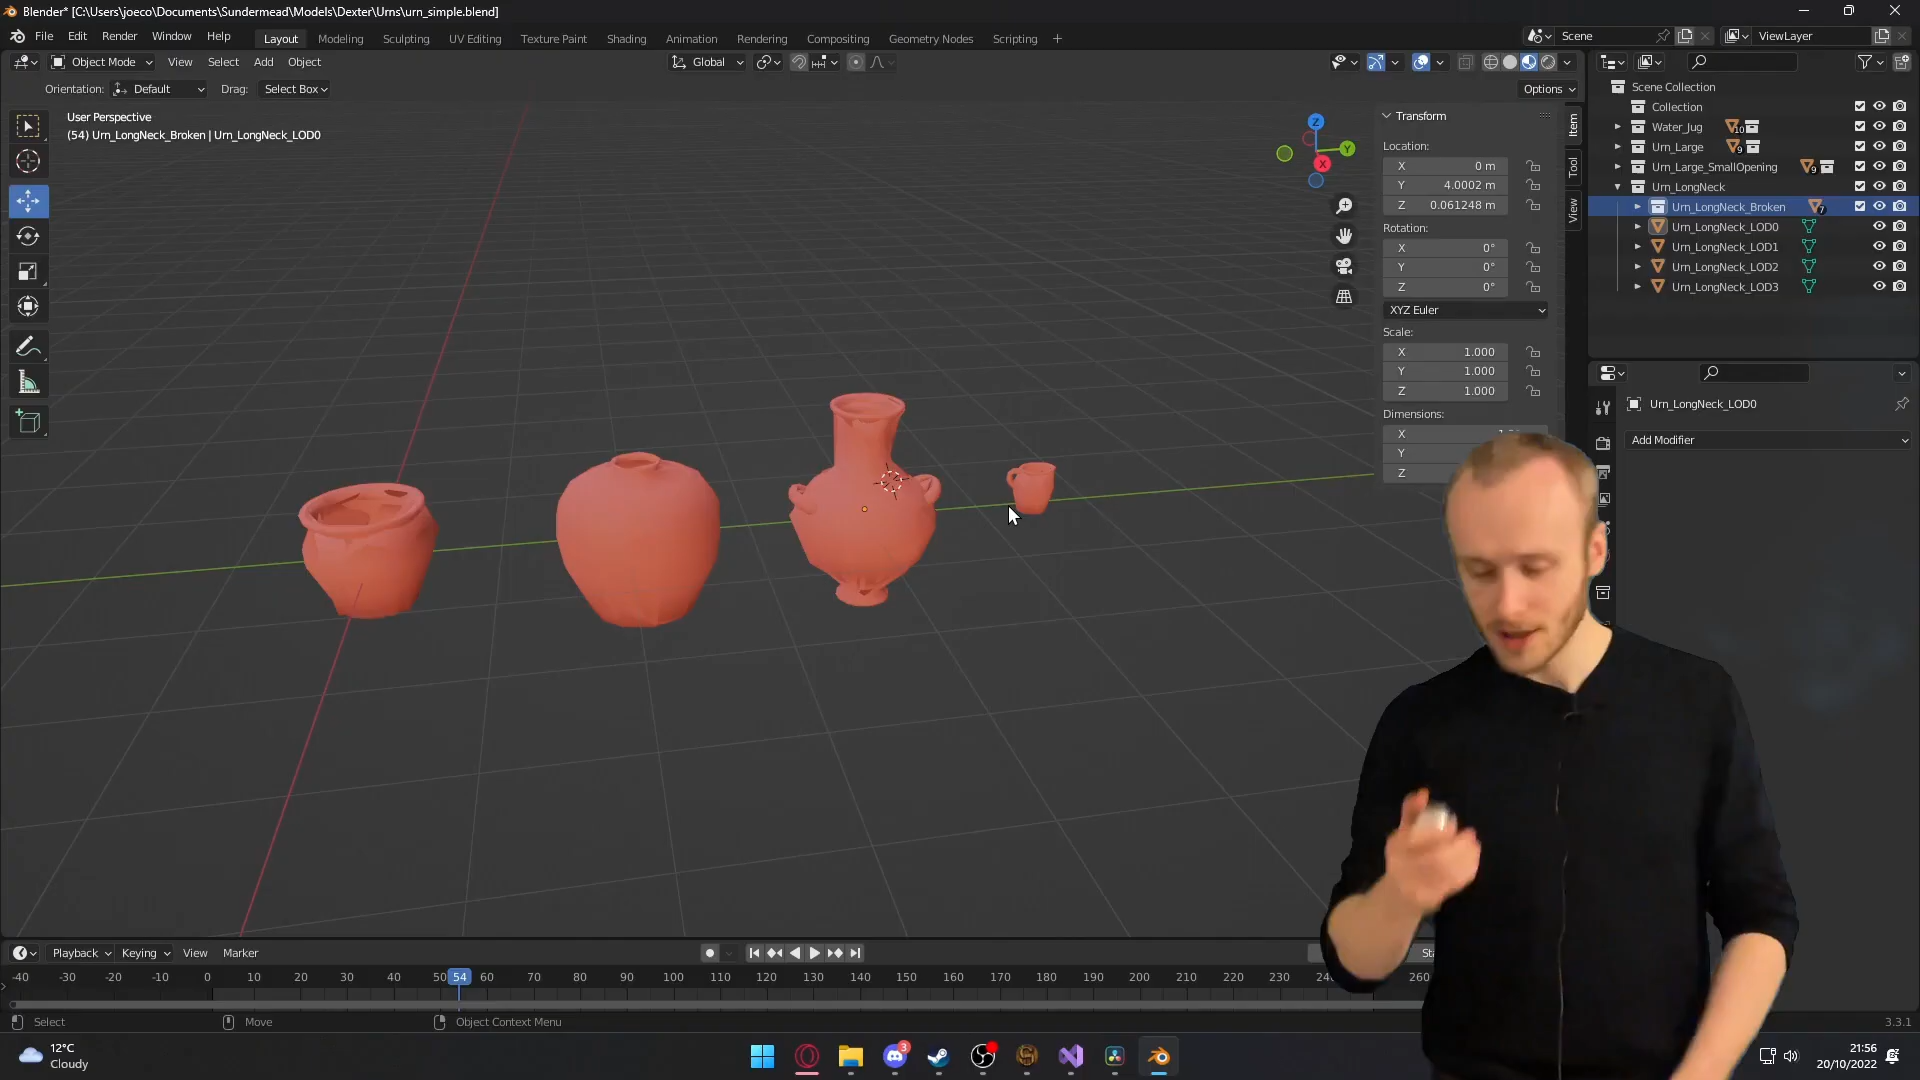 Blender* [C:\Users\joeco\Documents\Sundermead\Models\Dexter\Urns\urn_simple.blend]
File Edit Render Window Help Layout Modeling Sculpting UV Editing Texture Paint Shading Animation Rendering Compositing Geometry Nodes Scripting + Scene ViewLayer
Object Mode View Select Add Object Global
Orientation: Default Drag: Select Box Options
User Perspective
(54) Urn_LongNeck_Broken | Urn_LongNeck_LOD0
Z
Y
X
Transform
Location:
X 0 m
Y 4.0002 m
Z 0.061248 m
Rotation:
X 0°
Y 0°
Z 0°
XYZ Euler
Scale:
X 1.000
Y 1.000
Z 1.000
Dimensions:
X
Y
Z
Item
Tool
View
Scene Collection
Collection
Water_Jug 10
Urn_Large 9
Urn_Large_SmallOpening 9
Urn_LongNeck
Urn_LongNeck_Broken 7
Urn_LongNeck_LOD0
Urn_LongNeck_LOD1
Urn_LongNeck_LOD2
Urn_LongNeck_LOD3
Urn_LongNeck_LOD0
Add Modifier
Playback Keying View Marker
-40 -30 -20 -10 0 10 20 30 40 50 54 60 70 80 90 100 110 120 130 140 150 160 170 180 190 200 210 220 230 260
Select Move Object Context Menu 3.3.1
12°C
Cloudy
3
21:56
20/10/2022